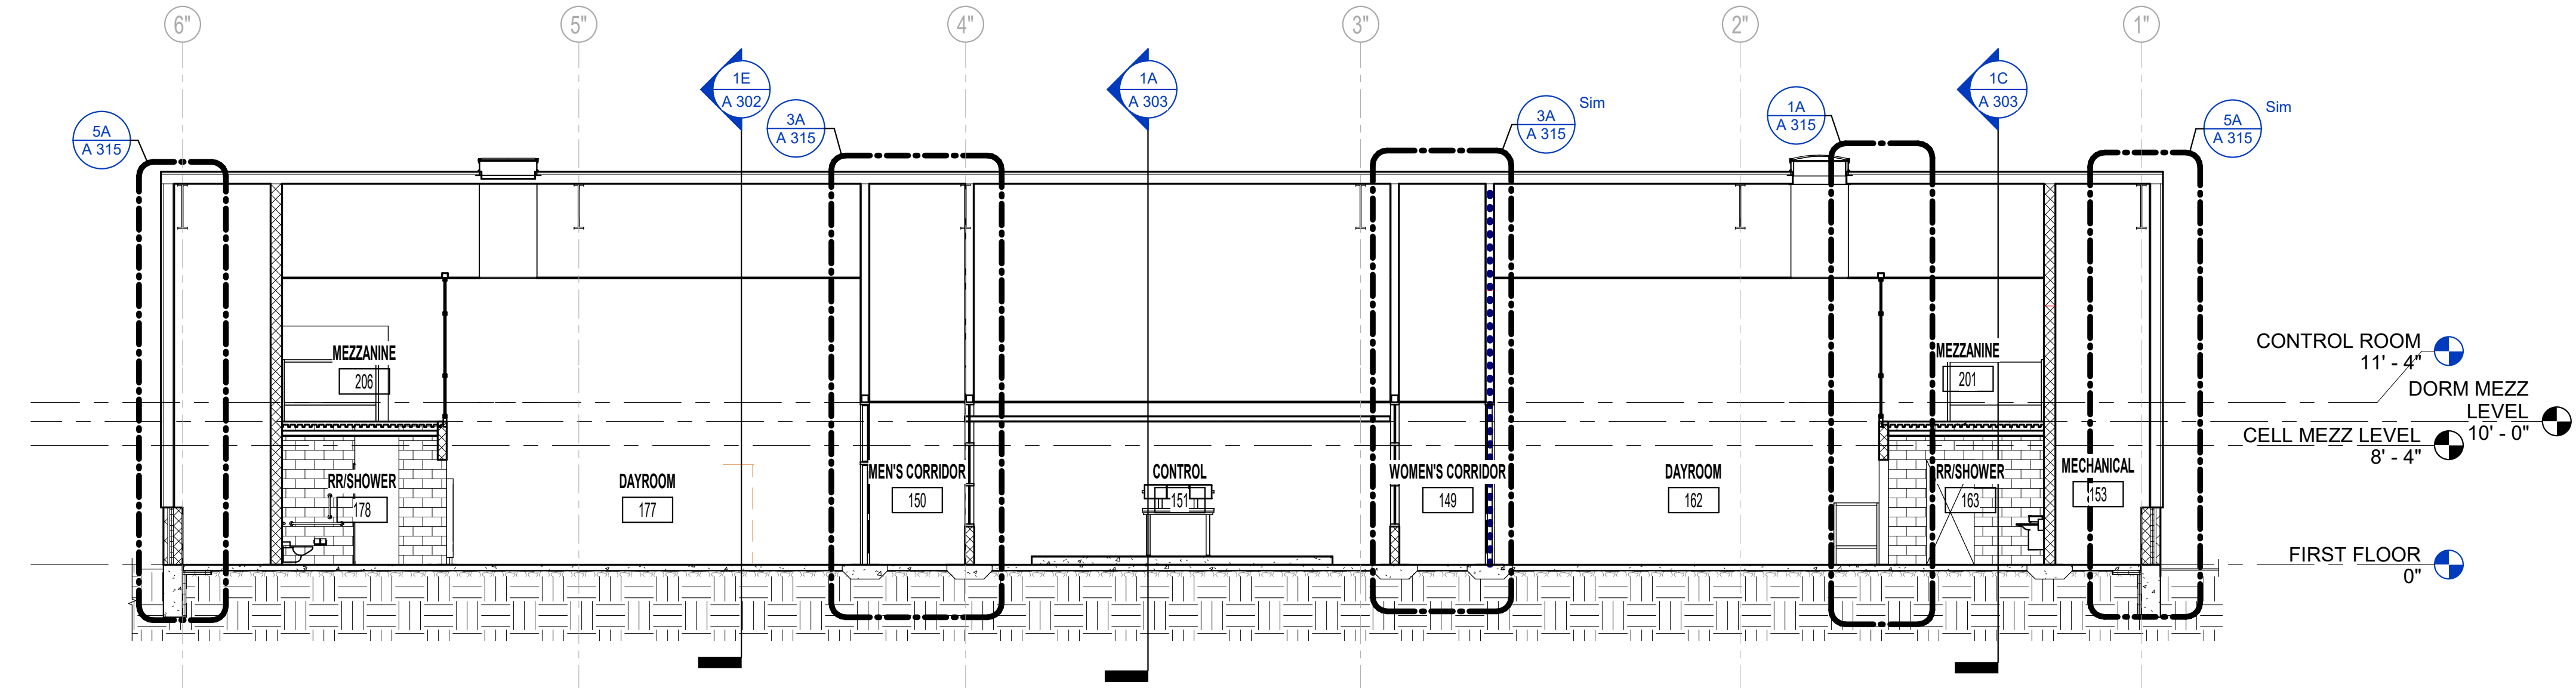 6"
5"
4"
3"
2"
1"
1E
A 302
1A
A 303
1C
A 303
5A
A 315
3A
A 315
3A
A 315
Sim
1A
A 315
5A
A 315
Sim
CONTROL ROOM
11' - 4"
DORM MEZZ
LEVEL
10' - 0"
CELL MEZZ LEVEL
8' - 4"
FIRST FLOOR
0"
MEZZANINE
206
MEZZANINE
201
RR/SHOWER
178
DAYROOM
177
MEN'S CORRIDOR
150
CONTROL
151
WOMEN'S CORRIDOR
149
DAYROOM
162
RR/SHOWER
163
MECHANICAL
153